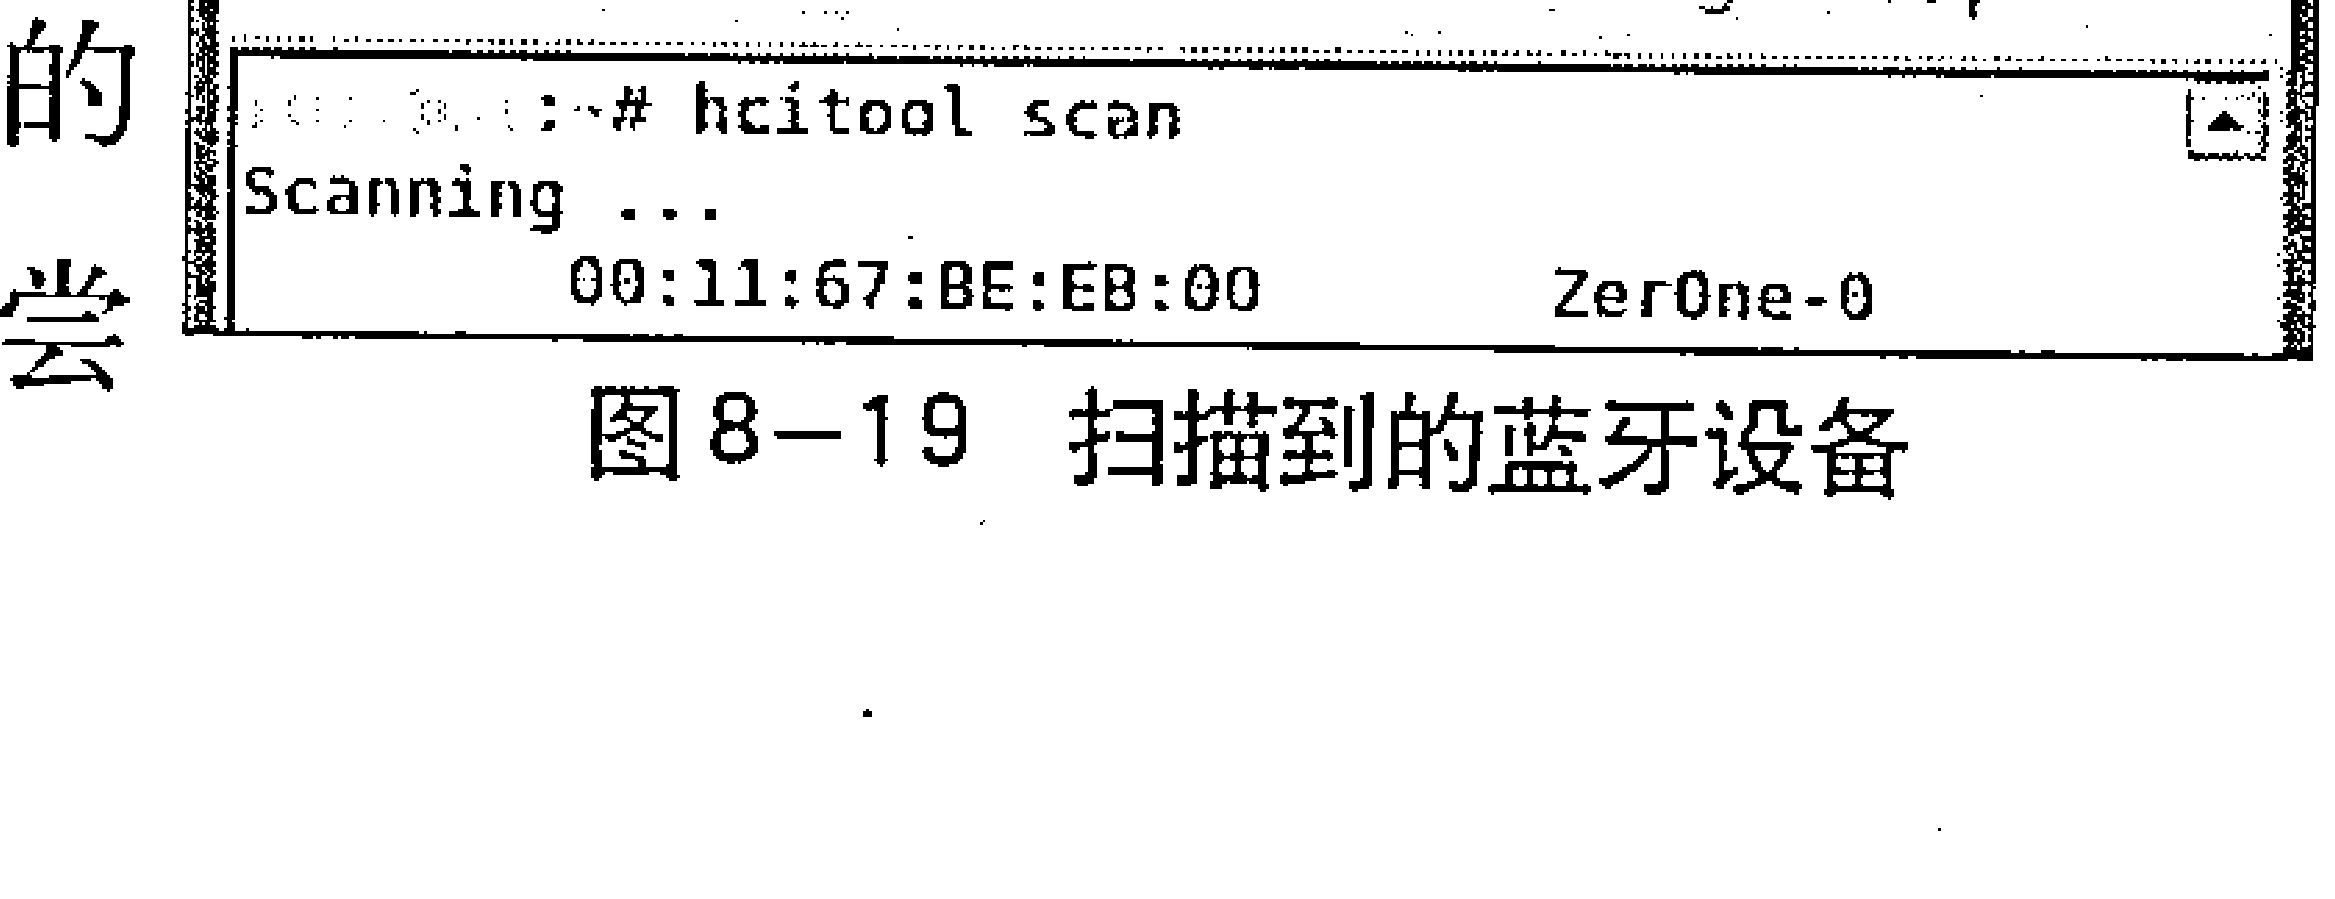 的
:~# hcitool scan
Scanning ...
00:11:67:BE:EB:00 ZerOne-0
尝
图8-19 扫描到的蓝牙设备